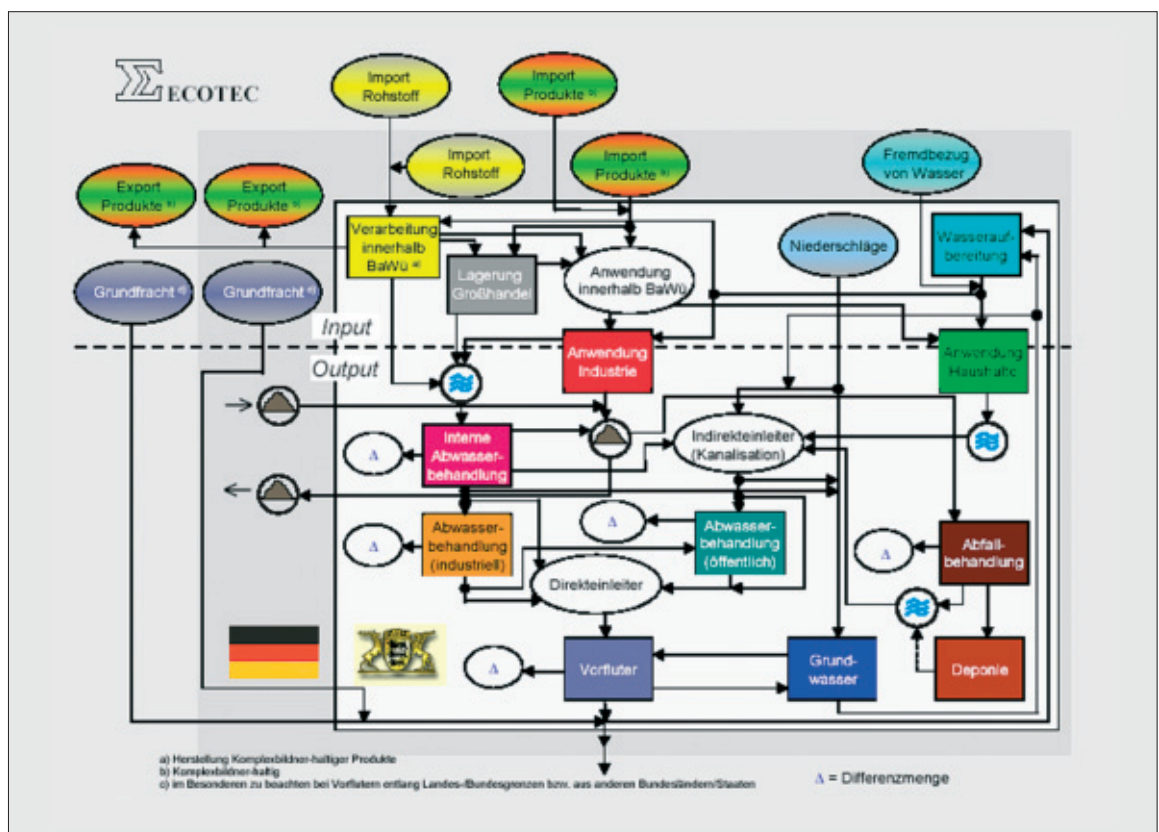 ECOTEC
Import
Rohstoff
Import
Produkte b)
Import
Rohstoff
Import
Produkte b)
Fremdbezug
von Wasser
Export
Produkte b)
Export
Produkte b)
Verarbeitung
innerhalb
BaWü a)
Lagerung
Großhandel
Anwendung
innerhalb BaWü
Niederschläge
Wasserauf-
bereitung
Grundfracht c)
Grundfracht c)
Input
Output
Anwendung
Industrie
Anwendung
Haushalte
Interne
Abwasser-
behandlung
Δ
Indirekteinleiter
(Kanalisation)
Abwasser-
behandlung
(industriell)
Δ
Δ
Abwasser-
behandlung
(öffentlich)
Δ
Abfall-
behandlung
Direkteinleiter
Δ
Vorfluter
Grund-
wasser
Deponie
a) Herstellung Komplexbildner-haltiger Produkte
b) Komplexbildner-haltig
c) im Besonderen zu beachten bei Vorflutern entlang Landes-/Bundesgrenzen bzw. aus anderen Bundesländern/Staaten
Δ = Differenzmenge